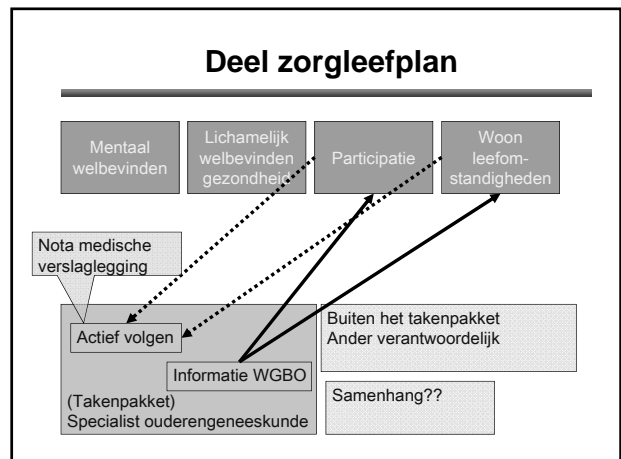 Deel zorgleefplan
Mentaal
welbevinden
Lichamelijk
welbevinden
gezondheid
Participatie
Woon
leefom-
standigheden
Nota medische
verslaglegging
Actief volgen
Informatie WGBO
(Takenpakket)
Specialist ouderengeneeskunde
Buiten het takenpakket
Ander verantwoordelijk
Samenhang??